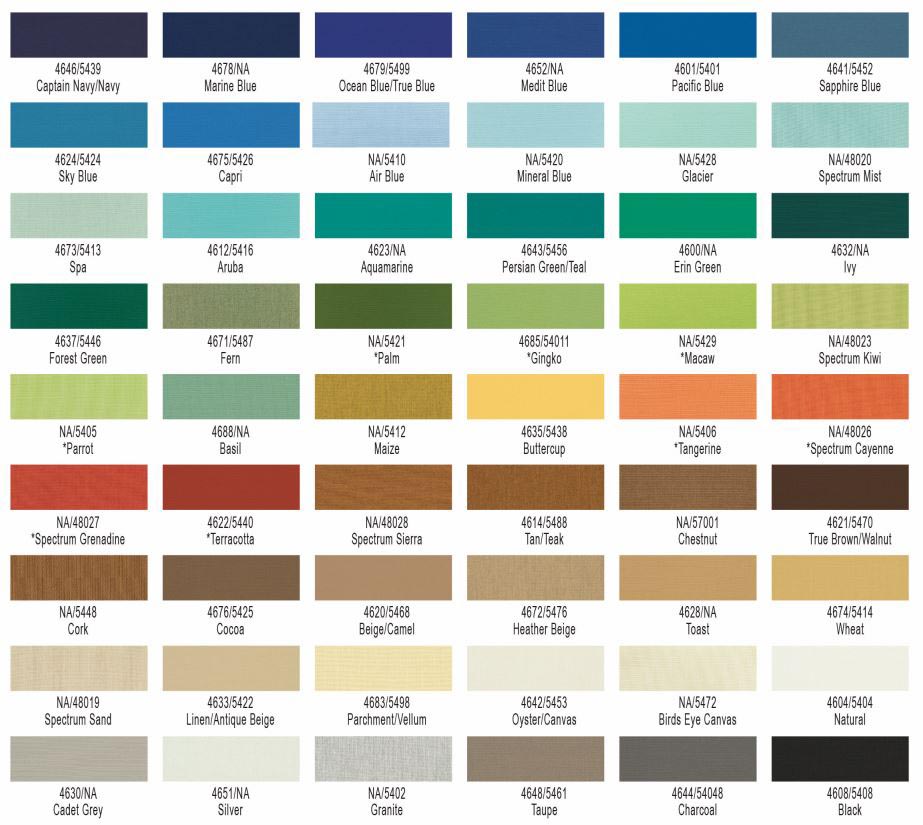 4646/5439
Captain Navy/Navy
4678/NA
Marine Blue
4679/5499
Ocean Blue/True Blue
4652/NA
Medit Blue
4601/5401
Pacific Blue
4641/5452
Sapphire Blue
4624/5424
Sky Blue
4675/5426
Capri
NA/5410
Air Blue
NA/5420
Mineral Blue
NA/5428
Glacier
NA/48020
Spectrum Mist
4673/5413
Spa
4612/5416
Aruba
4623/NA
Aquamarine
4643/5456
Persian Green/Teal
4600/NA
Erin Green
4632/NA
Ivy
4637/5446
Forest Green
4671/5487
Fern
NA/5421
*Palm
4685/54011
*Gingko
NA/5429
*Macaw
NA/48023
Spectrum Kiwi
NA/5405
*Parrot
4688/NA
Basil
NA/5412
Maize
4635/5438
Buttercup
NA/5406
*Tangerine
NA/48026
*Spectrum Cayenne
NA/48027
*Spectrum Grenadine
4622/5440
*Terracotta
NA/48028
Spectrum Sierra
4614/5488
Tan/Teak
NA/57001
Chestnut
4621/5470
True Brown/Walnut
NA/5448
Cork
4676/5425
Cocoa
4620/5468
Beige/Camel
4672/5476
Heather Beige
4628/NA
Toast
4674/5414
Wheat
NA/48019
Spectrum Sand
4633/5422
Linen/Antique Beige
4683/5498
Parchment/Vellum
4642/5453
Oyster/Canvas
NA/5472
Birds Eye Canvas
4604/5404
Natural
4630/NA
Cadet Grey
4651/NA
Silver
NA/5402
Granite
4648/5461
Taupe
4644/54048
Charcoal
4608/5408
Black